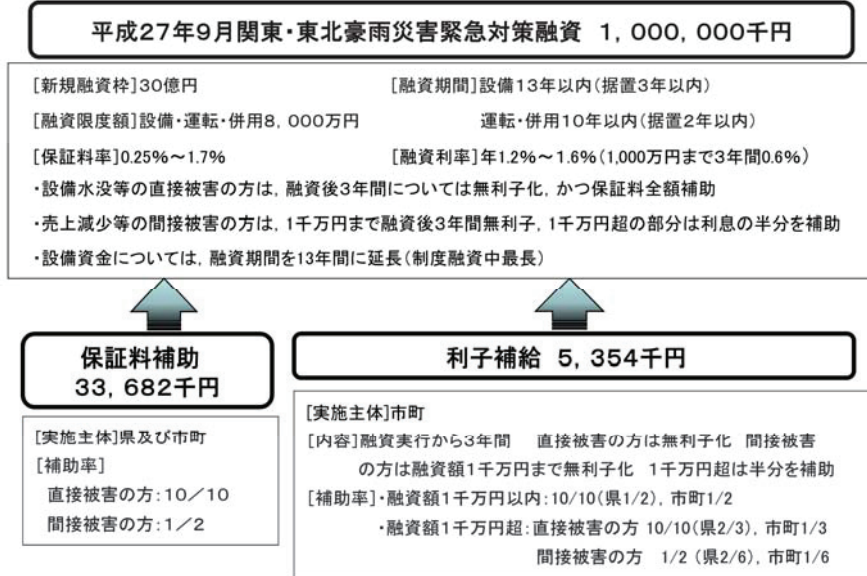 平成27年9月関東・東北豪雨災害緊急対策融資 1,000,000千円
[新規融資枠]30億円 [融資期間]設備13年以内(据置3年以内)
[融資限度額]設備・運転・併用8,000万円 運転・併用10年以内(据置2年以内)
[保証料率]0.25%~1.7% [融資利率]年1.2%~1.6%(1,000万円まで3年間0.6%)
・設備水没等の直接被害の方は,融資後3年間については無利子化,かつ保証料全額補助
・売上減少等の間接被害の方は,1千万円まで融資後3年間無利子,1千万円超の部分は利息の半分を補助
・設備資金については,融資期間を13年間に延長(制度融資中最長)
保証料補助
33,682千円
[実施主体]県及び市町
[補助率]
直接被害の方:10/10
間接被害の方:1/2
利子補給 5,354千円
[実施主体]市町
[内容]融資実行から3年間 直接被害の方は無利子化 間接被害
の方は融資額1千万円まで無利子化 1千万円超は半分を補助
[補助率]・融資額1千万円以内:10/10(県1/2),市町1/2
・融資額1千万円超:直接被害の方 10/10(県2/3),市町1/3
間接被害の方 1/2 (県2/6),市町1/6